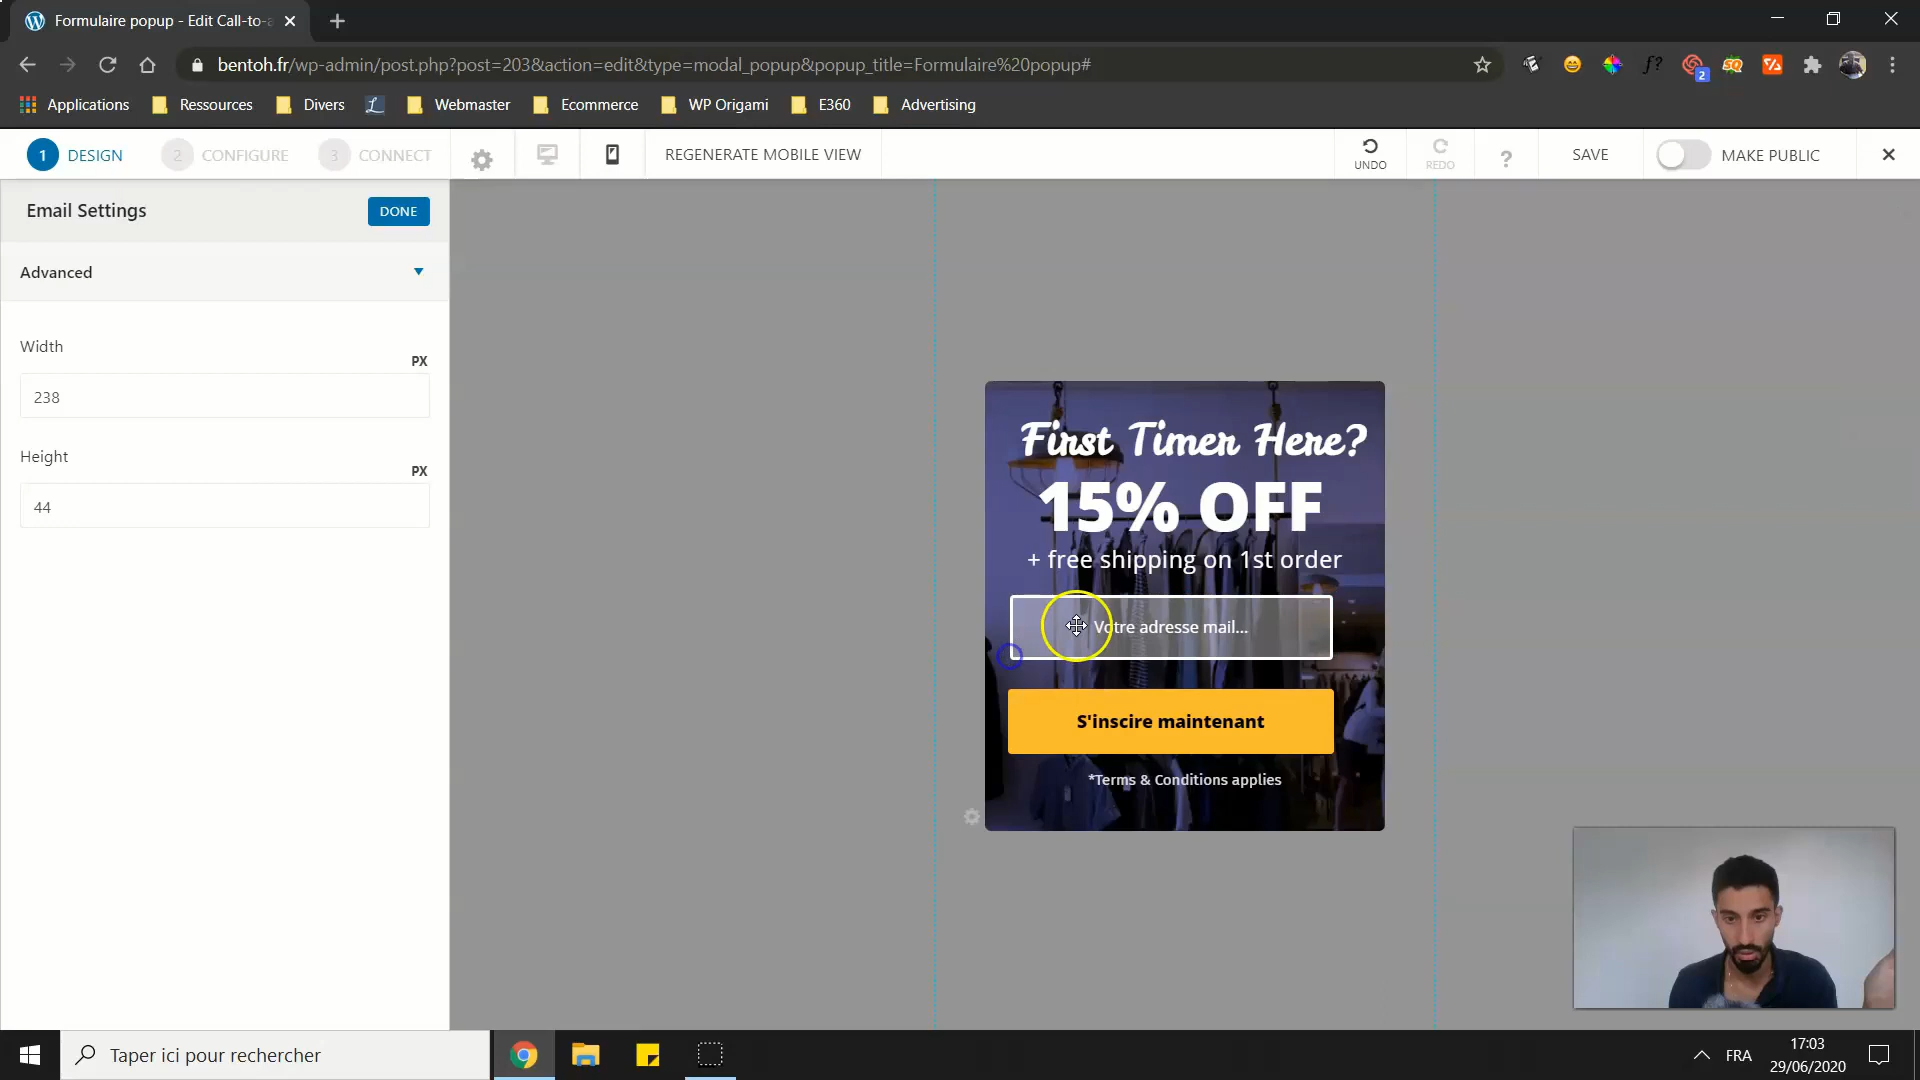 Formulaire popup - Edit Call-to-a
bentoh.fr/wp-admin/post.php?post=203&action=edit&type=modal_popup&popup_title=Formulaire%20popup#
2
Applications
Ressources
Divers
Webmaster
Ecommerce
WP Origami
E360
Advertising
1 DESIGN
2 CONFIGURE
3 CONNECT
REGENERATE MOBILE VIEW
UNDO
REDO
?
SAVE
MAKE PUBLIC
Email Settings
DONE
Advanced
Width
PX
238
Height
PX
44
First Timer Here?
15% OFF
+ free shipping on 1st order
Votre adresse mail...
S'inscire maintenant
*Terms & Conditions applies
Taper ici pour rechercher
FRA
17:03
29/06/2020